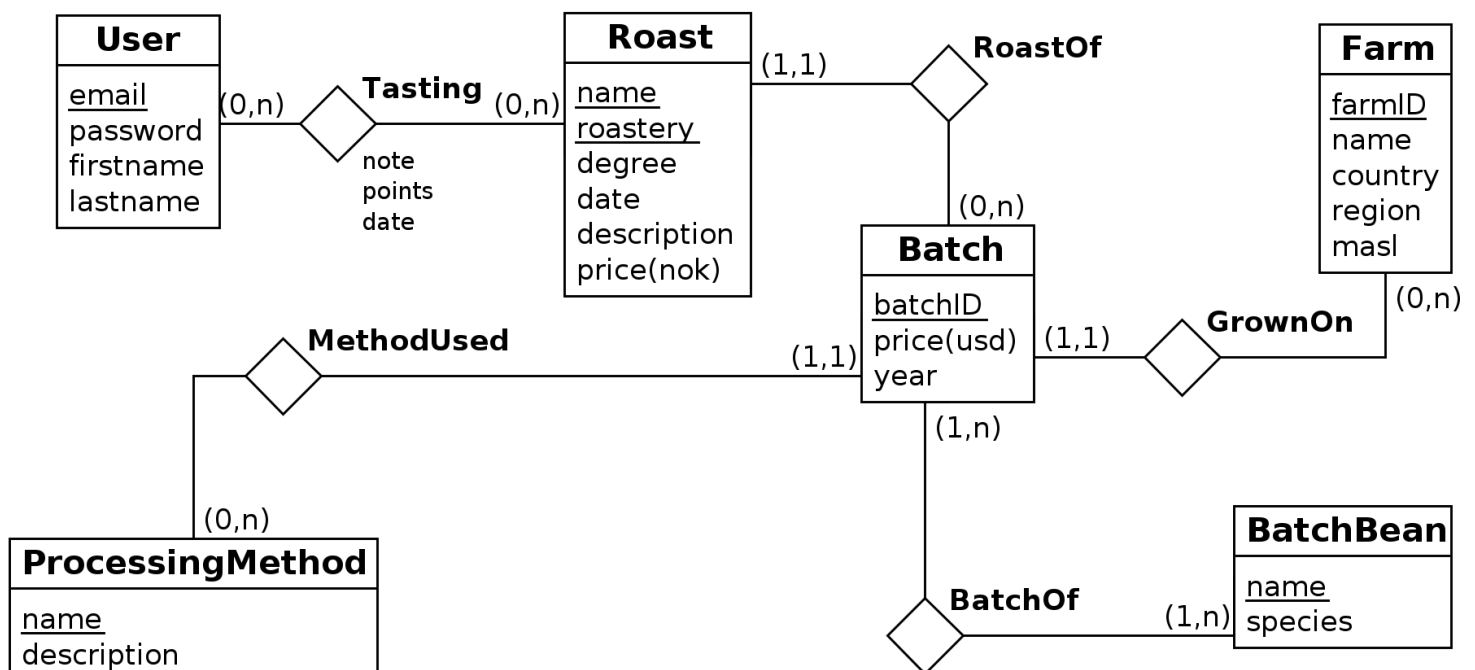 User
email
password
firstname
lastname
(0,n)
Tasting
note
points
date
(0,n)
Roast
name
roastery
degree
date
description
price(nok)
(1,1)
RoastOf
(0,n)
Farm
farmID
name
country
region
masl
(0,n)
Batch
batchID
price(usd)
year
(1,1)
GrownOn
MethodUsed
(1,1)
(0,n)
ProcessingMethod
name
description
(1,n)
BatchOf
(1,n)
BatchBean
name
species